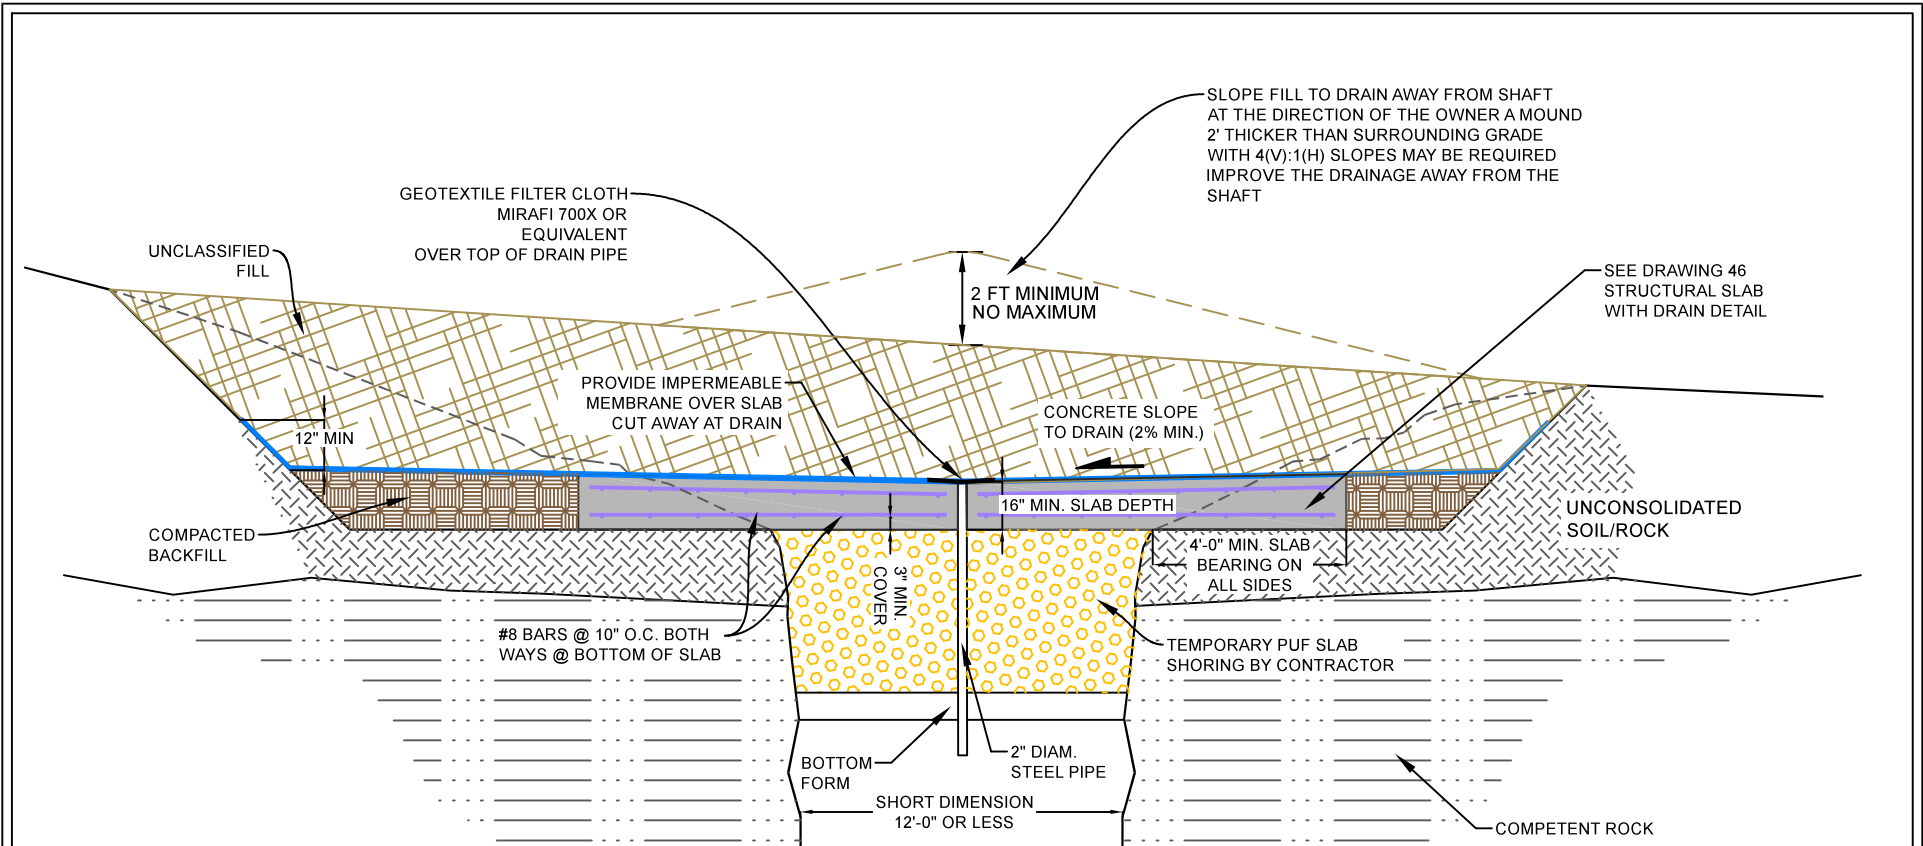 SLOPE FILL TO DRAIN AWAY FROM SHAFT
AT THE DIRECTION OF THE OWNER A MOUND
2' THICKER THAN SURROUNDING GRADE
WITH 4(V):1(H) SLOPES MAY BE REQUIRED
IMPROVE THE DRAINAGE AWAY FROM THE
SHAFT
GEOTEXTILE FILTER CLOTH
MIRAFI 700X OR
EQUIVALENT
OVER TOP OF DRAIN PIPE
UNCLASSIFIED
FILL
SEE DRAWING 46
STRUCTURAL SLAB
WITH DRAIN DETAIL
2 FT MINIMUM
NO MAXIMUM
PROVIDE IMPERMEABLE
MEMBRANE OVER SLAB
CUT AWAY AT DRAIN
CONCRETE SLOPE
TO DRAIN (2% MIN.)
12" MIN
16" MIN. SLAB DEPTH
UNCONSOLIDATED
SOIL/ROCK
COMPACTED
BACKFILL
4'-0" MIN. SLAB
BEARING ON
ALL SIDES
3" MIN.
COVER
#8 BARS @ 10" O.C. BOTH
WAYS @ BOTTOM OF SLAB
TEMPORARY PUF SLAB
SHORING BY CONTRACTOR
BOTTOM
FORM
2" DIAM.
STEEL PIPE
SHORT DIMENSION
12'-0" OR LESS
COMPETENT ROCK